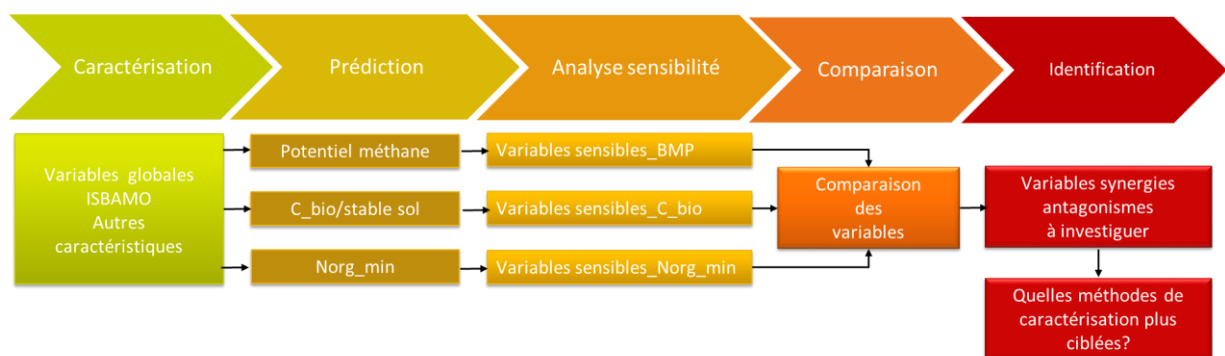 Caractérisation
Prédiction
Analyse sensibilité
Comparaison
Identification
Variables globales
ISBAMO
Autres
caractéristiques
Potentiel méthane
C_bio/stable sol
Norg_min
Variables sensibles_BMP
Variables sensibles_C_bio
Variables sensibles_Norg_min
Comparaison
des
variables
Variables synergies
antagonismes
à investiguer
Quelles méthodes de
caractérisation plus
ciblées?